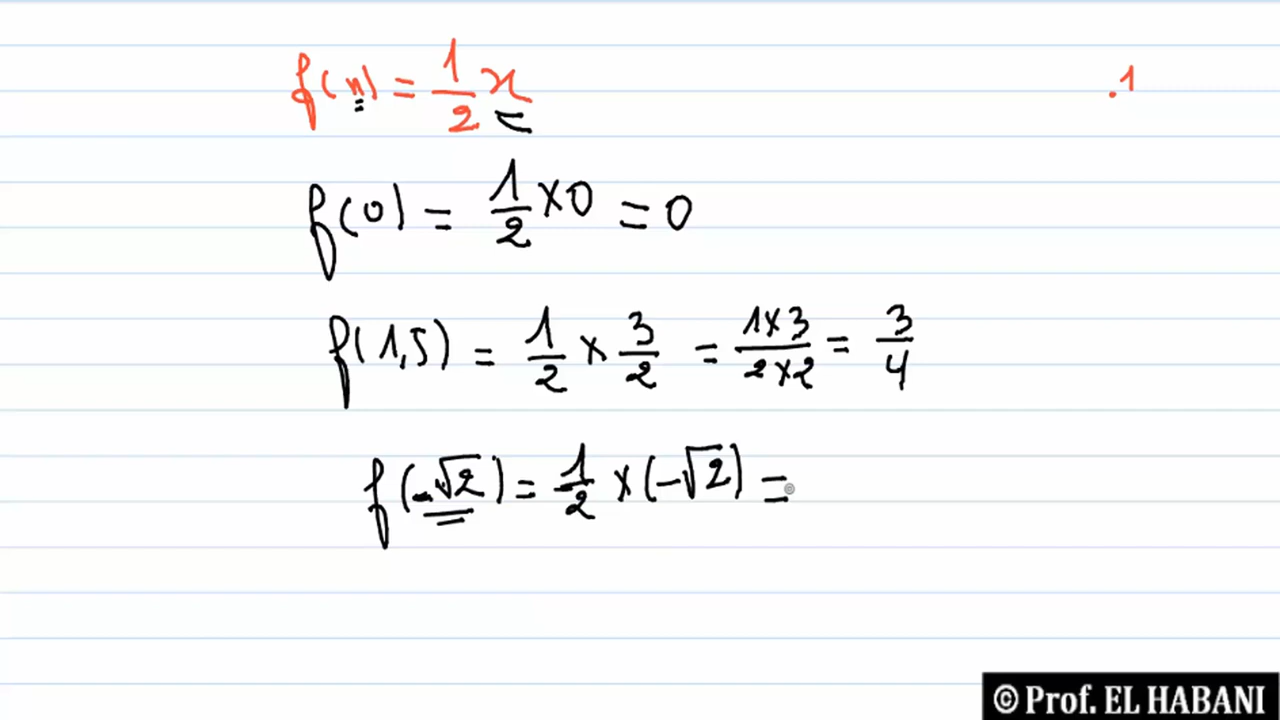 f(x) = 1/2 x
.1
f(0) = 1/2 × 0 = 0
f(1,5) = 1/2 × 3/2 = 1×3/2×2 = 3/4
f(-√2) = 1/2 × (-√2) =
© Prof. EL HABANI